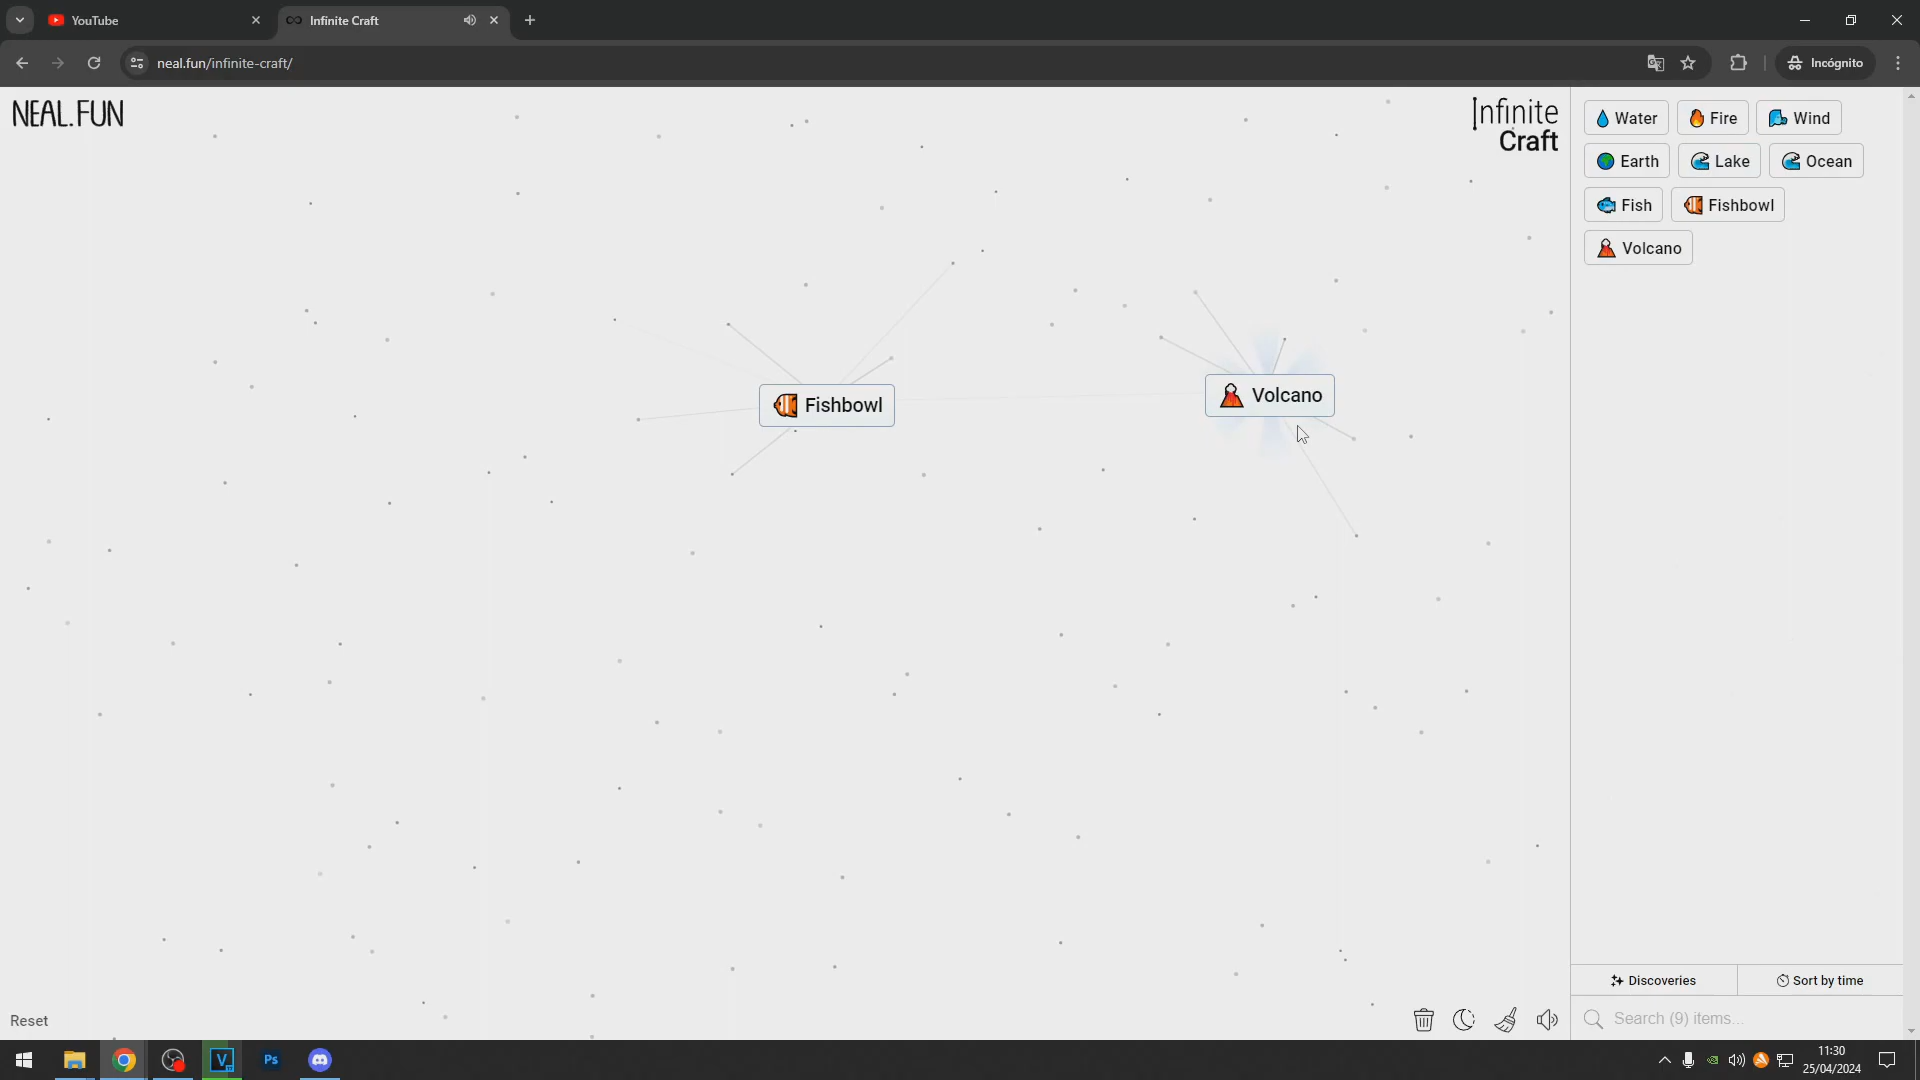 YouTube
Infinite Craft
neal.fun/infinite-craft/
Incógnito
NEAL.FUN
Infinite
Craft
Water
Fire
Wind
Earth
Lake
Ocean
Fish
Fishbowl
Volcano
Fishbowl
Volcano
Discoveries
Sort by time
Search (9) items...
Reset
V
Ps
11:30
25/04/2024